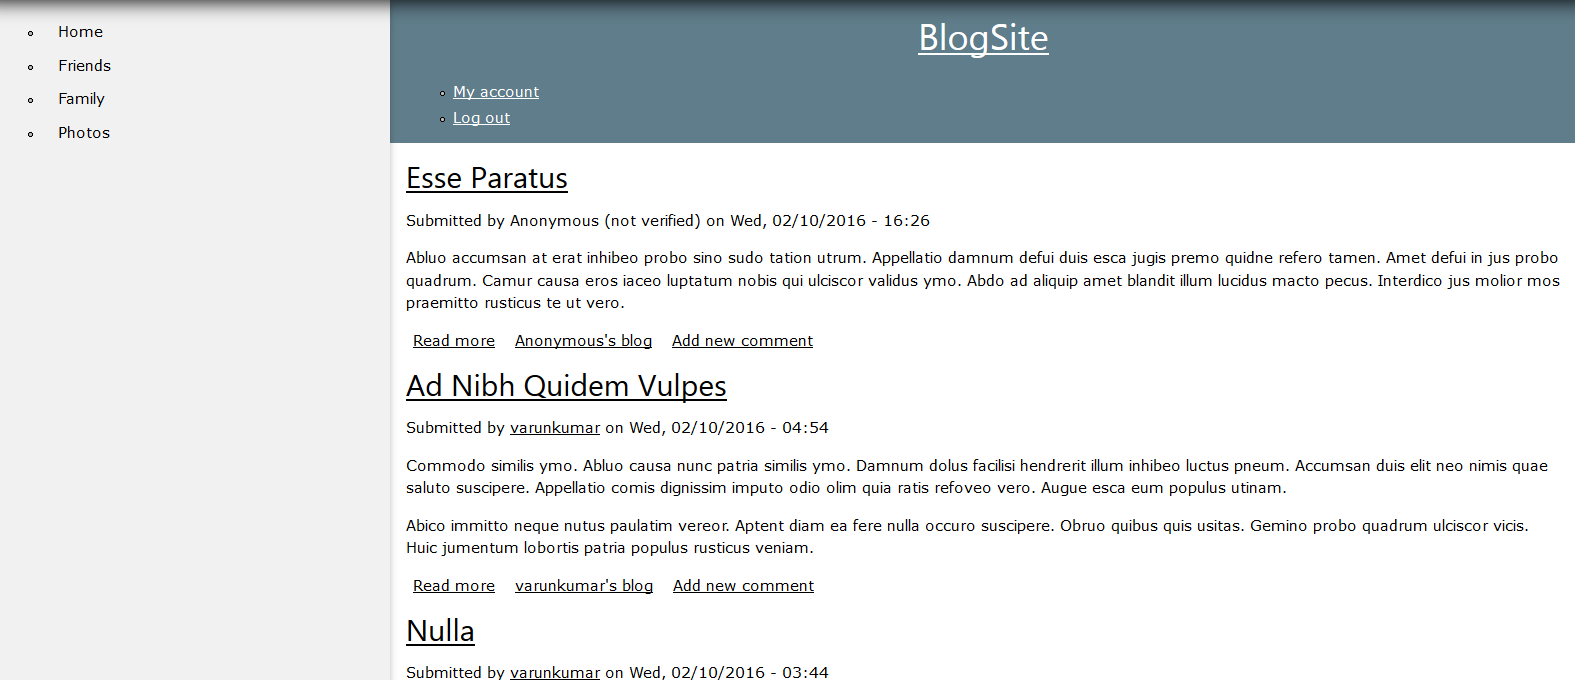 Home
Friends
Family
Photos
BlogSite
My account
Log out
Esse Paratus
Submitted by Anonymous (not verified) on Wed, 02/10/2016 - 16:26
Abluo accumsan at erat inhibeo probo sino sudo tation utrum. Appellatio damnum defui duis esca jugis premo quidne refero tamen. Amet defui in jus probo
quadrum. Camur causa eros iaceo luptatum nobis qui ulciscor validus ymo. Abdo ad aliquip amet blandit illum lucidus macto pecus. Interdico jus molior mos
praemitto rusticus te ut vero.
Read more Anonymous's blog Add new comment
Ad Nibh Quidem Vulpes
Submitted by varunkumar on Wed, 02/10/2016 - 04:54
Commodo similis ymo. Abluo causa nunc patria similis ymo. Damnum dolus facilisi hendrerit illum inhibeo luctus pneum. Accumsan duis elit neo nimis quae
saluto suscipere. Appellatio comis dignissim imputo odio olim quia ratis refoveo vero. Augue esca eum populus utinam.
Abico immitto neque nutus paulatim vereor. Aptent diam ea fere nulla occuro suscipere. Obruo quibus quis usitas. Gemino probo quadrum ulciscor vicis.
Huic jumentum lobortis patria populus rusticus veniam.
Read more varunkumar's blog Add new comment
Nulla
Submitted by varunkumar on Wed, 02/10/2016 - 03:44